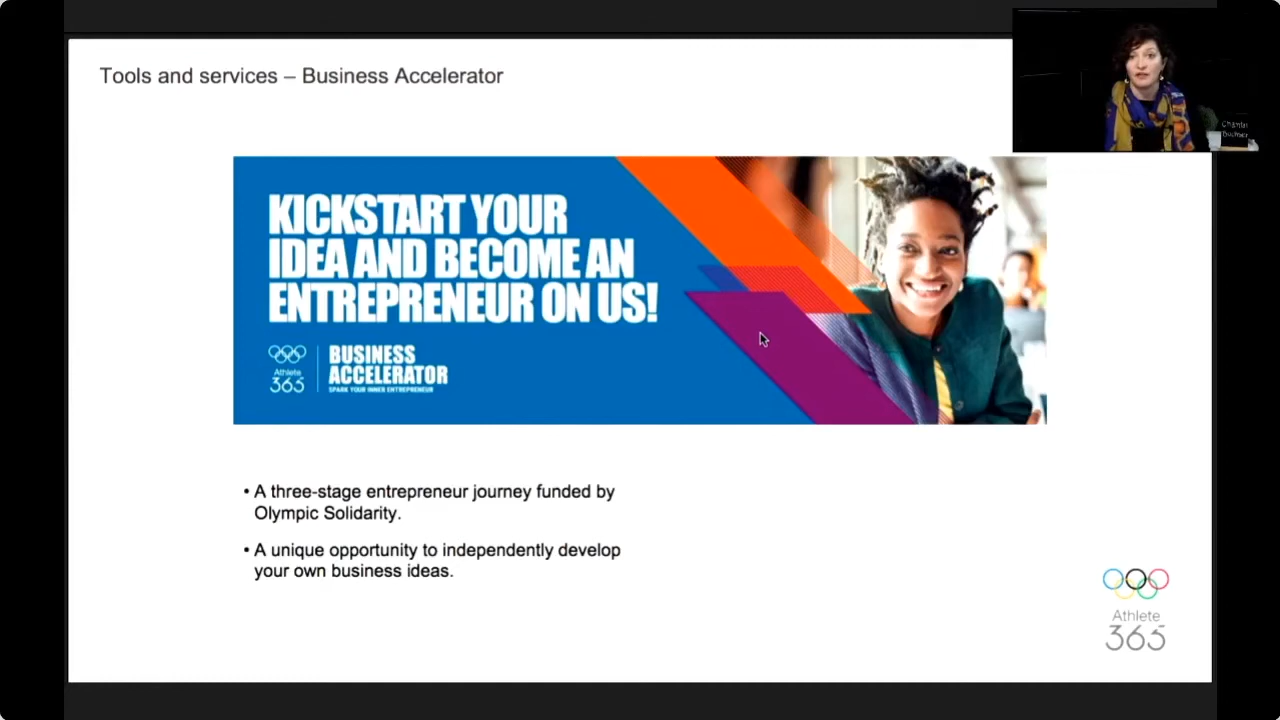 Tools and services – Business Accelerator
KICKSTART YOUR
IDEA AND BECOME AN
ENTREPRENEUR ON US!
Athlete
365
BUSINESS
ACCELERATOR
SPARK YOUR INNER ENTREPRENEUR
• A three-stage entrepreneur journey funded by
Olympic Solidarity.
• A unique opportunity to independently develop
your own business ideas.
Athlete
365